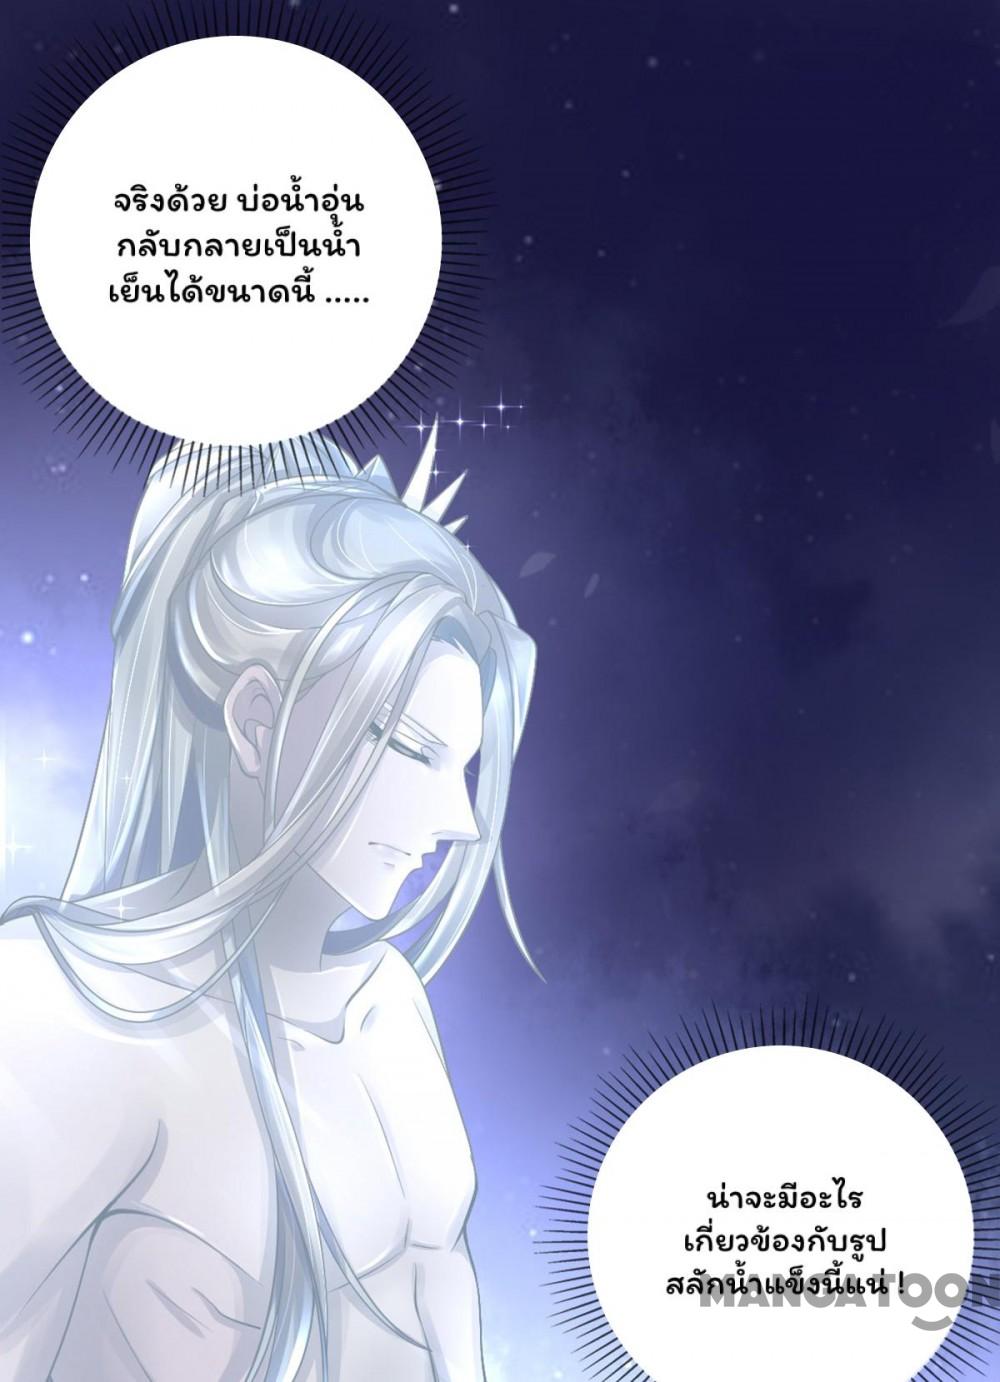 จริงด้วย บ่อน้ำอุ่น
กลับกลายเป็นน้ำ
เย็นได้ขนาดนี้ .....
น่าจะมีอะไร
เกี่ยวข้องกับรูป
สลักน้ำแข็งนี้แน่ !
MANGATOON